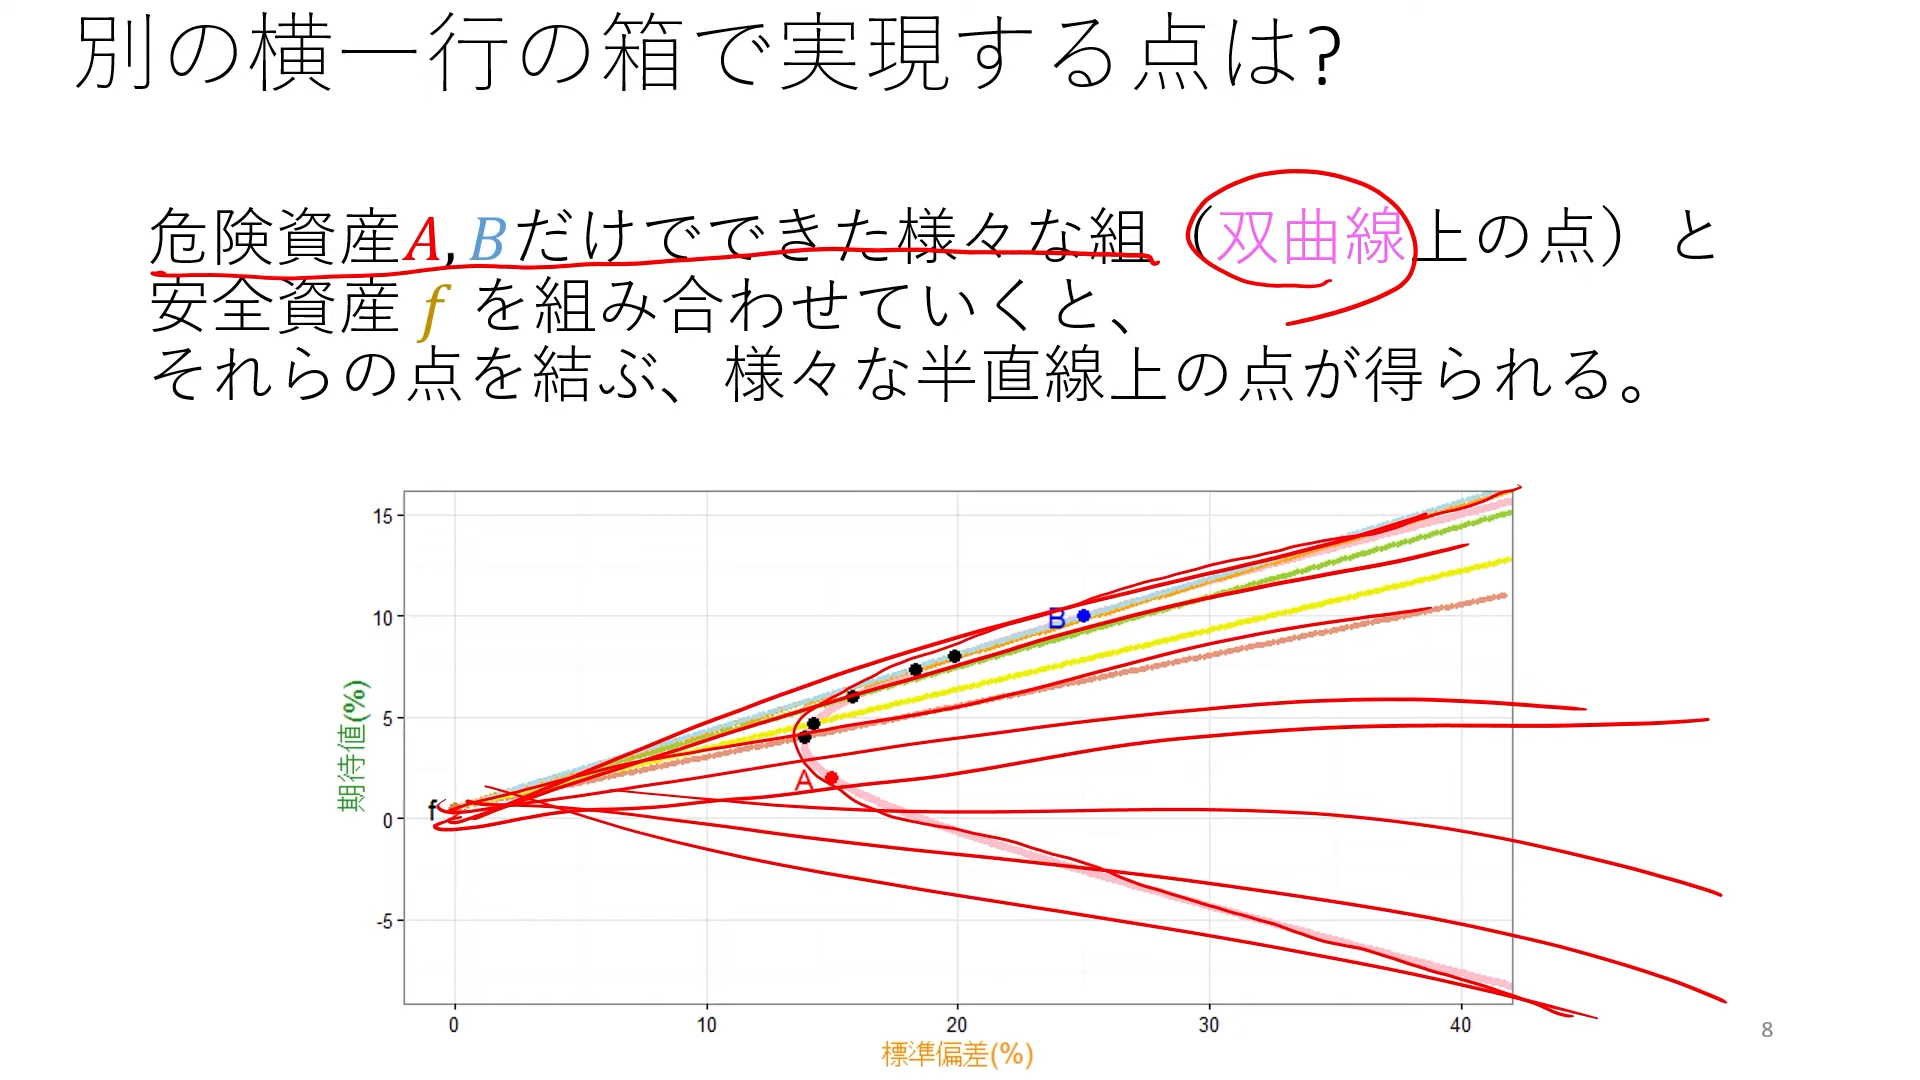 別の横一行の箱で実現する点は?
危険資産A, Bだけでできた様々な組（双曲線上の点）と
安全資産 f を組み合わせていくと、
それらの点を結ぶ、様々な半直線上の点が得られる。
15
10
5
0
-5
期待値(%)
f
A
B
0
10
20
30
40
標準偏差(%)
8